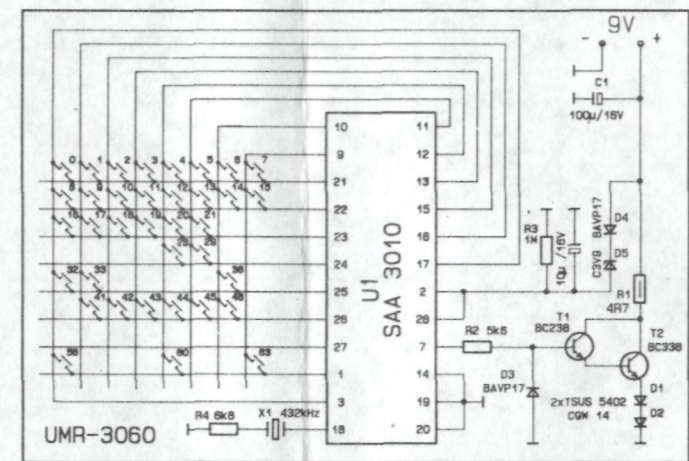 9V
- +
C1
100µ/16V
10 11
9 12
0 1 2 3 4 5 6 7
21 13
8 9 10 11 12 13 14 15
22 15
16 17 18 19 20 21
23 16
24 17
32 33 38
25 2
41 42 43 44 45 46
26 28
27 7
56 60 63
1 14
3 19
18 20
U1
SAA 3010
R3
1M
10µ/16V
BAVP17
D4
C3V9
D5
R1
4R7
T1
BC238
T2
BC338
R2 5k6
D3
BAVP17
2xTSUS 5402
CQW 14
D1
D2
R4 6k8
X1 432kHz
UMR-3060